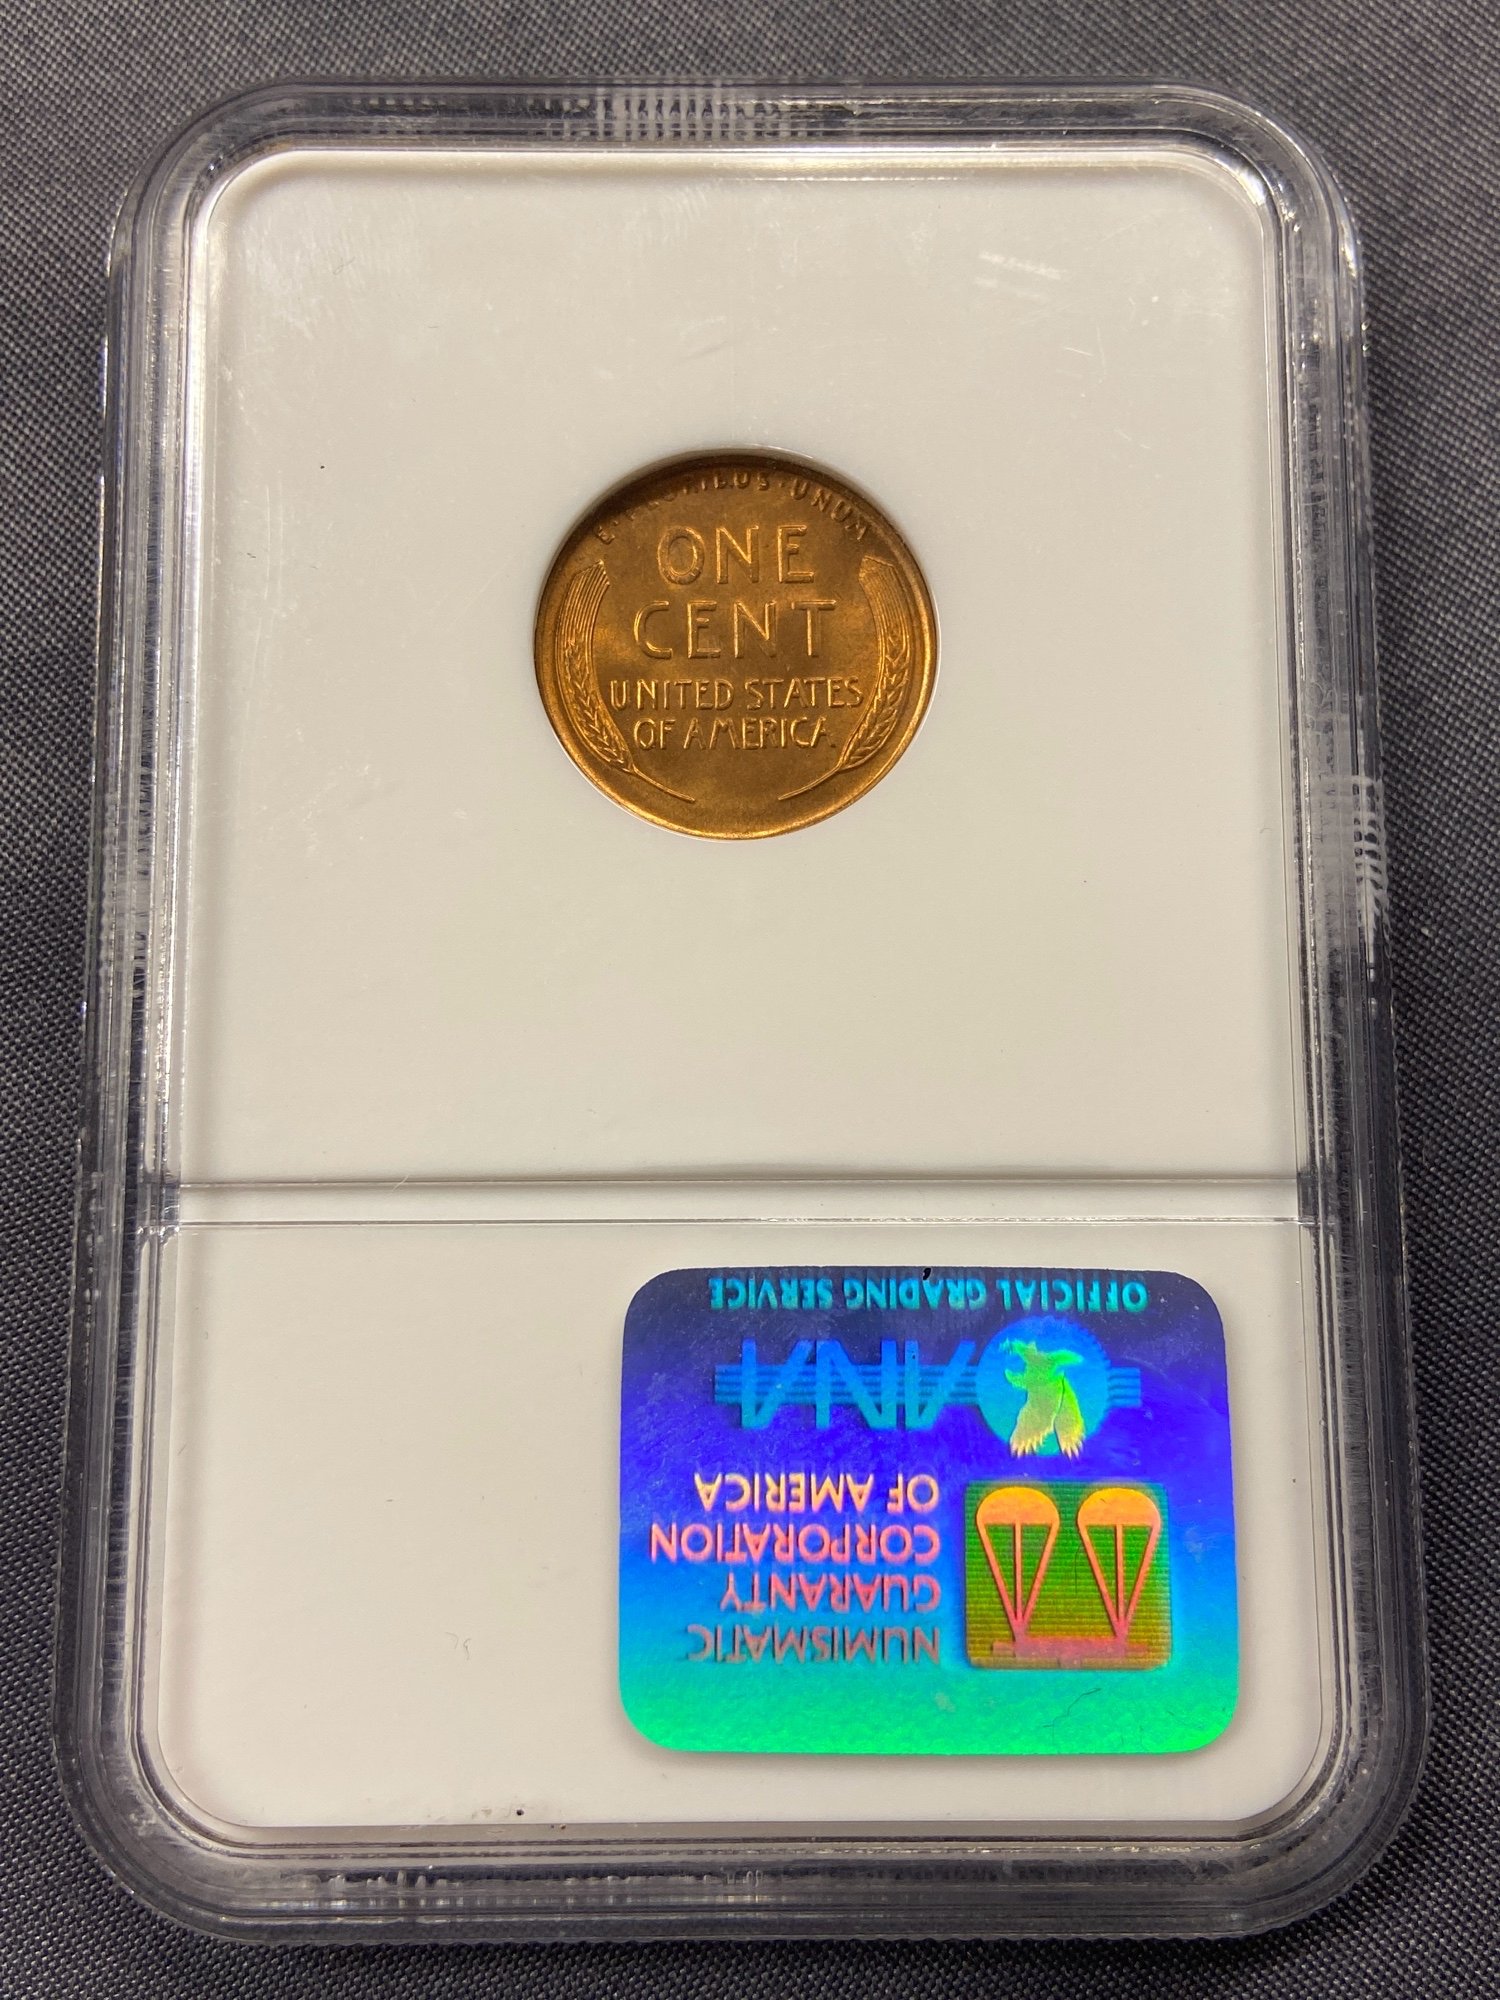 E · PLURIBUS · UNUM
ONE
CENT
UNITED STATES
OF AMERICA
NUMISMATIC
GUARANTY
CORPORATION
OF AMERICA
ANA
OFFICIAL GRADING SERVICE